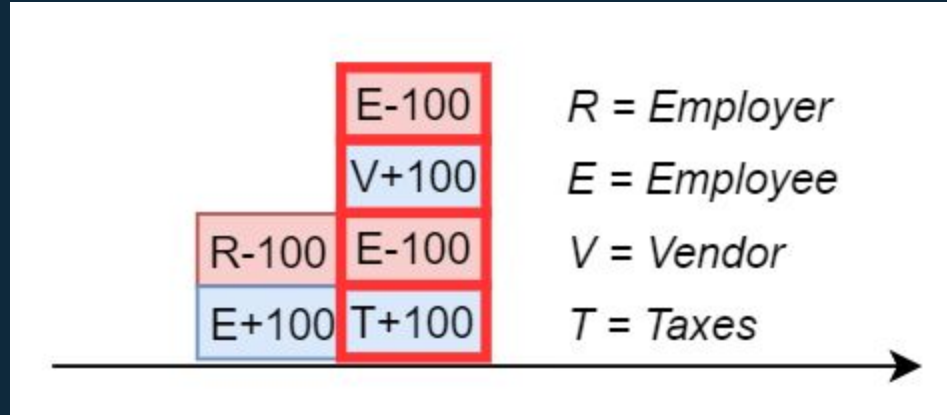 E-100 R = Employer
V+100 E = Employee
R-100 E-100 V = Vendor
E+100 T+100 T = Taxes